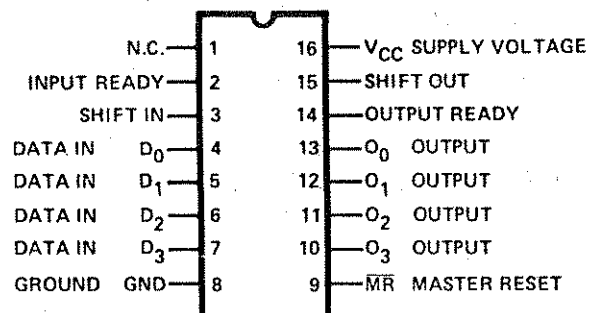 N.C. 1 16 VCC SUPPLY VOLTAGE
INPUT READY 2 15 SHIFT OUT
SHIFT IN 3 14 OUTPUT READY
DATA IN D0 4 13 O0 OUTPUT
DATA IN D1 5 12 O1 OUTPUT
DATA IN D2 6 11 O2 OUTPUT
DATA IN D3 7 10 O3 OUTPUT
GROUND GND 8 9 M̅R̅ MASTER RESET